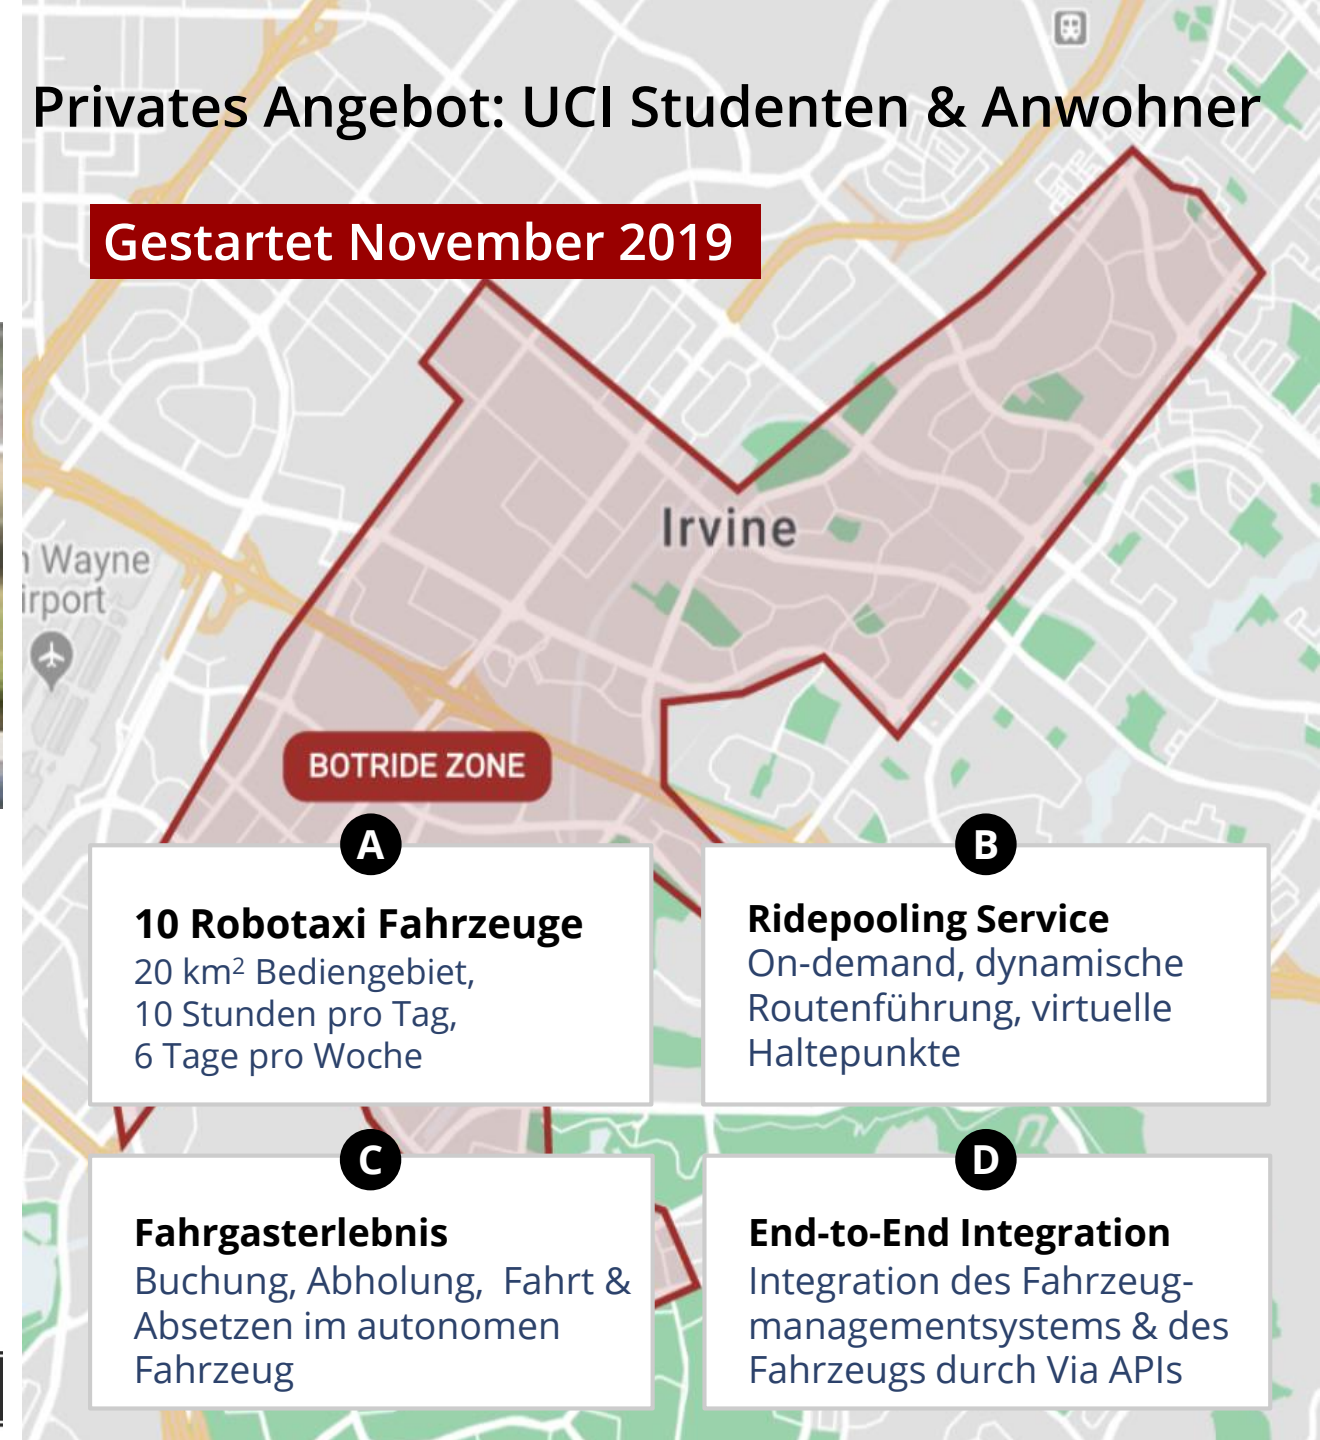 Privates Angebot: UCI Studenten & Anwohner
Gestartet November 2019
Irvine
Wayne
irport
BOTRIDE ZONE
A
10 Robotaxi Fahrzeuge
20 km² Bediengebiet,
10 Stunden pro Tag,
6 Tage pro Woche
B
Ridepooling Service
On-demand, dynamische
Routenführung, virtuelle
Haltepunkte
C
Fahrgasterlebnis
Buchung, Abholung, Fahrt &
Absetzen im autonomen
Fahrzeug
D
End-to-End Integration
Integration des Fahrzeug-
managementsystems & des
Fahrzeugs durch Via APIs